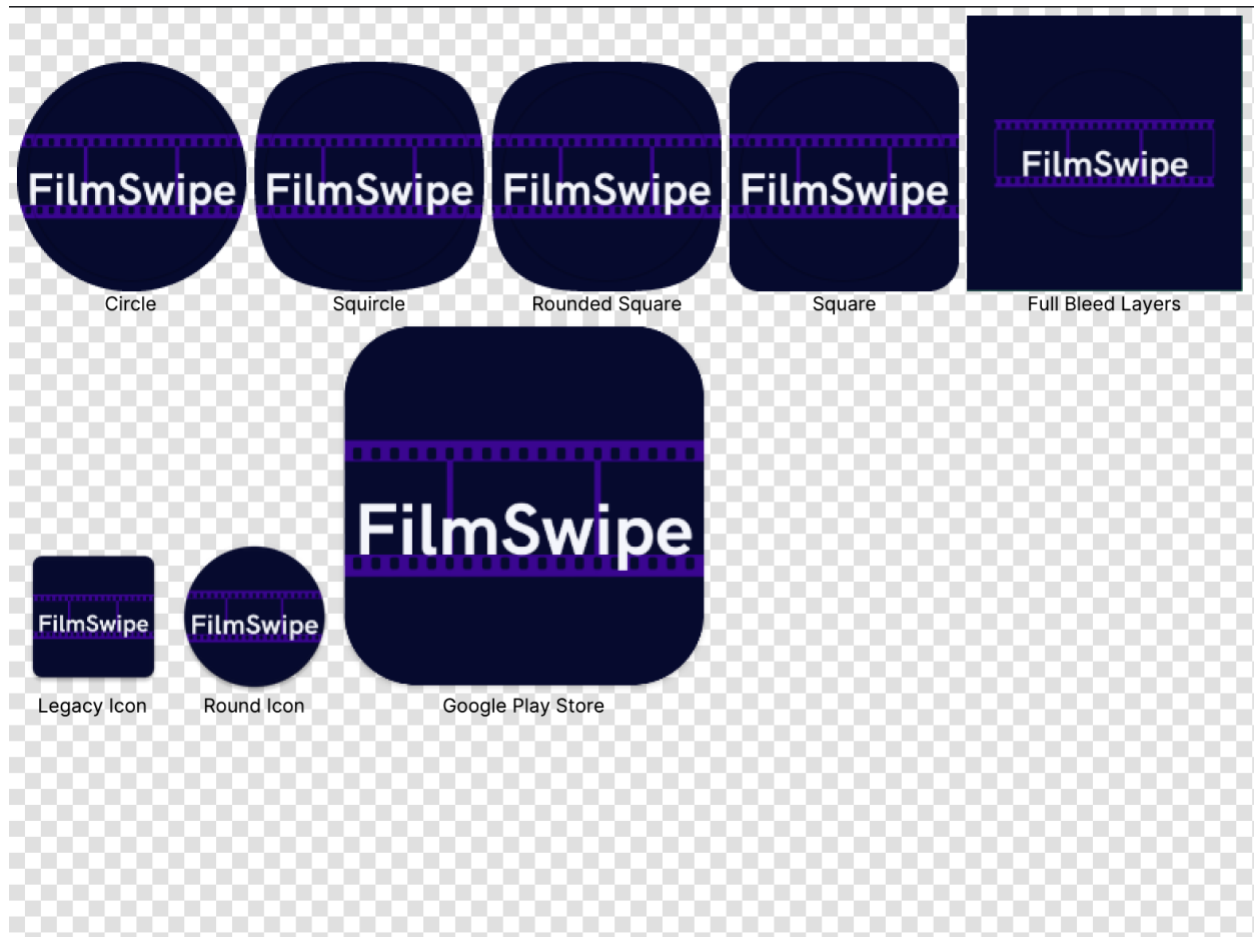 FilmSwipe
FilmSwipe
FilmSwipe
FilmSwipe
FilmSwipe
Circle
Squircle
Rounded Square
Square
Full Bleed Layers
FilmSwipe
FilmSwipe
FilmSwipe
Legacy Icon
Round Icon
Google Play Store